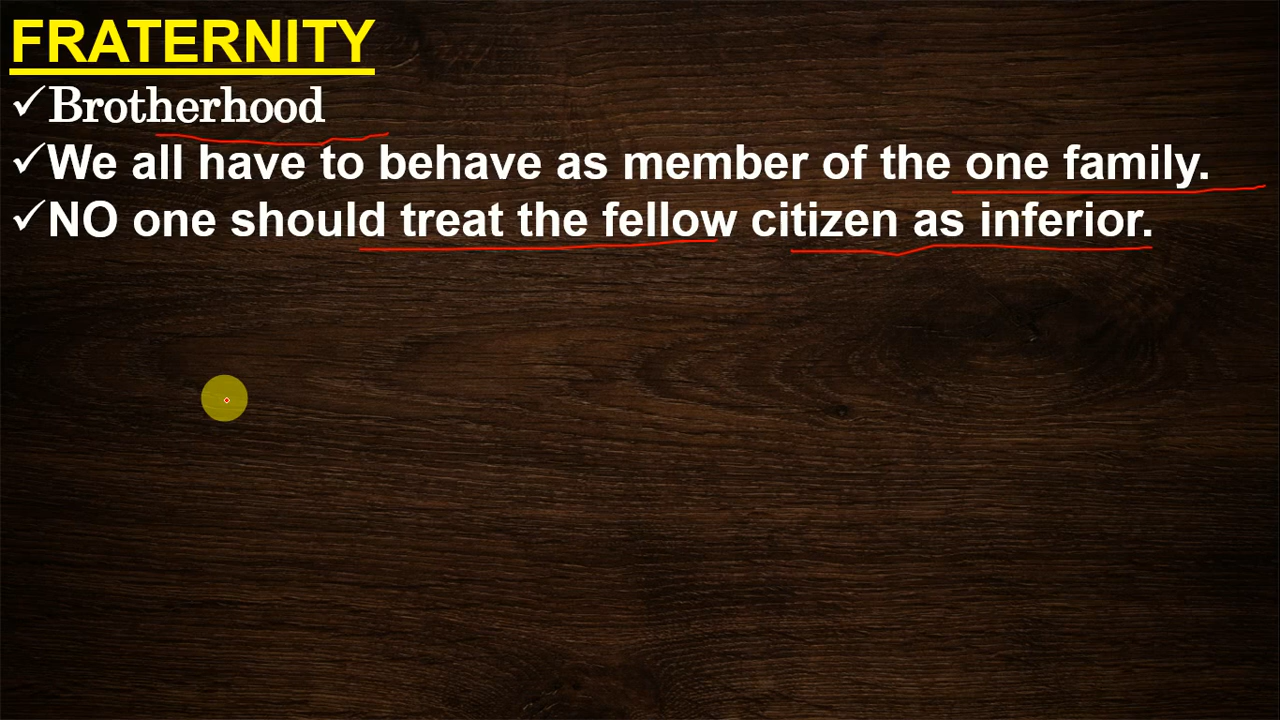 FRATERNITY
✓Brotherhood
✓We all have to behave as member of the one family.
✓NO one should treat the fellow citizen as inferior.